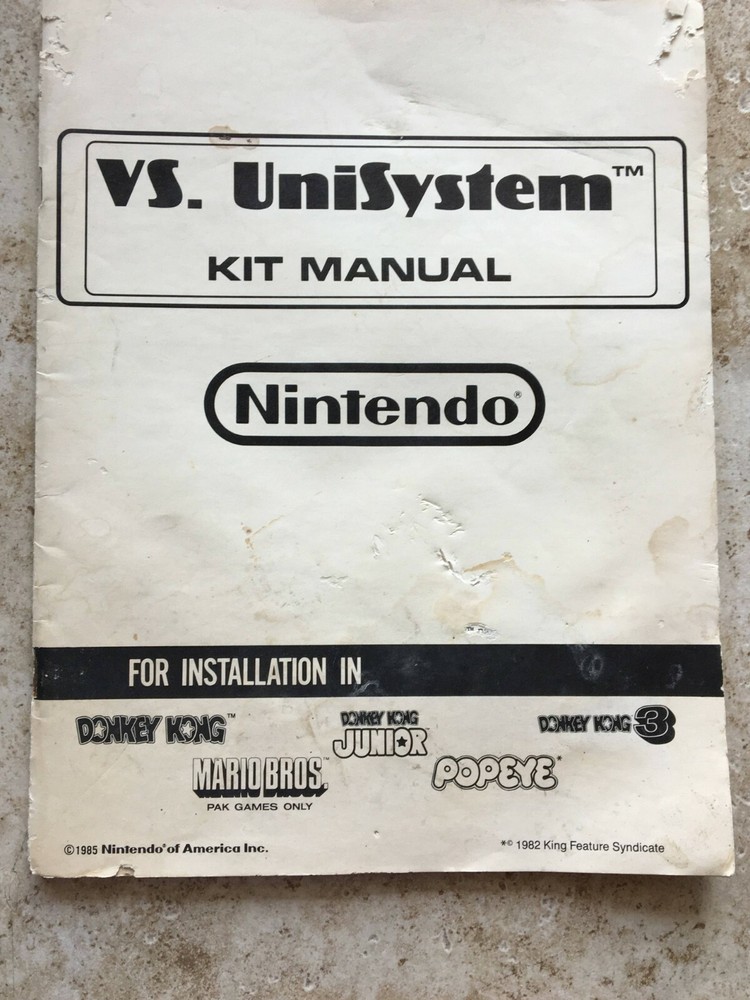 VS. UniSystem™
KIT MANUAL
Nintendo®
FOR INSTALLATION IN
DONKEY KONG™
DONKEY KONG
JUNIOR
DONKEY KONG 3
MARIO BROS.™
PAK GAMES ONLY
POPEYE*
©1985 Nintendo® of America Inc.
*© 1982 King Feature Syndicate